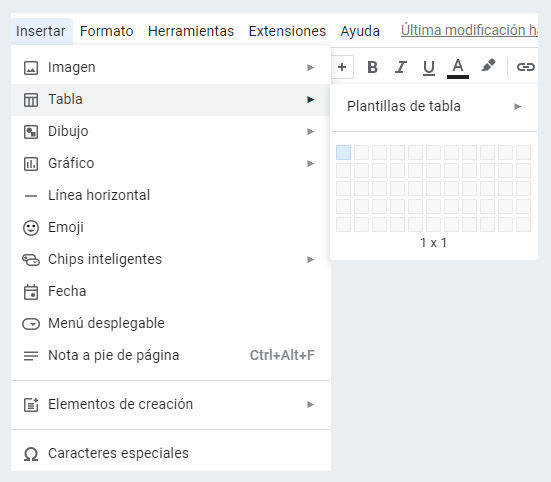 Insertar Formato Herramientas Extensiones Ayuda Última modificación
B I U A
Imagen
Tabla
Plantillas de tabla
Dibujo
Gráfico
Línea horizontal
Emoji
1 x 1
Chips inteligentes
Fecha
Menú desplegable
Nota a pie de página Ctrl+Alt+F
Elementos de creación
Caracteres especiales